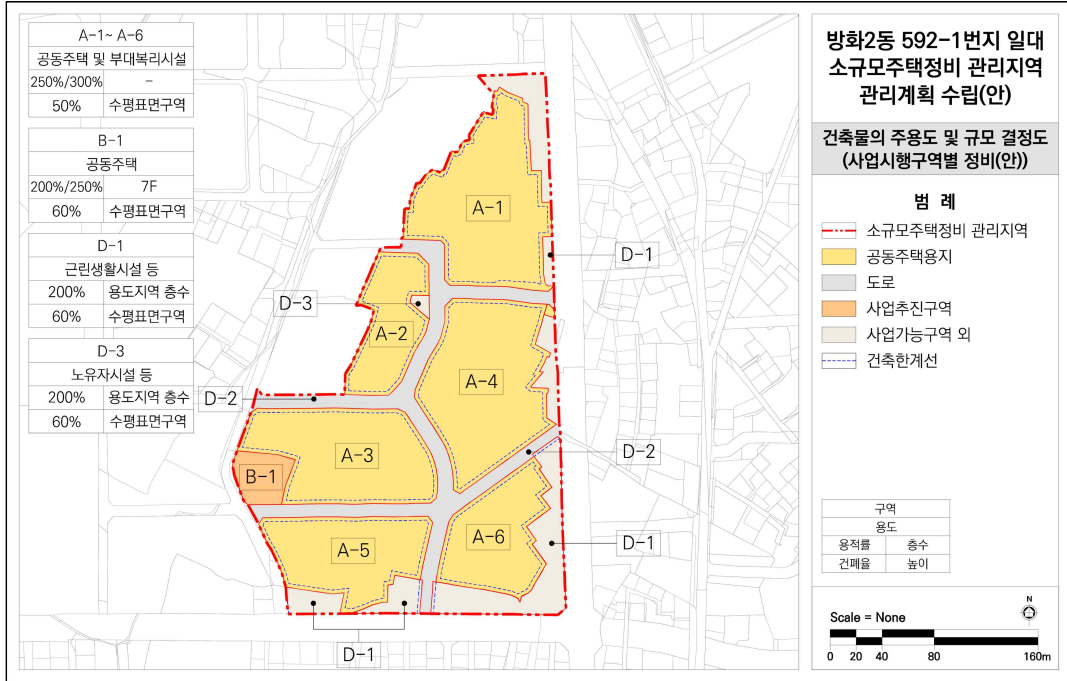 A-1~ A-6
공동주택 및 부대복리시설
250%/300% -
50% 수평표면구역
B-1
공동주택
200%/250% 7F
60% 수평표면구역
D-1
근린생활시설 등
200% 용도지역 층수
60% 수평표면구역
D-3
노유자시설 등
200% 용도지역 층수
60% 수평표면구역
A-1
D-1
D-3
A-2
A-4
D-2
A-3
D-2
B-1
A-6
A-5
D-1
D-1
방화2동 592-1번지 일대
소규모주택정비 관리지역
관리계획 수립(안)
건축물의 주용도 및 규모 결정도
(사업시행구역별 정비(안))
범 례
소규모주택정비 관리지역
공동주택용지
도로
사업추진구역
사업가능구역 외
건축한계선
구역
용도
용적률 층수
건폐율 높이
Scale = None
N
0 20 40 80 160m